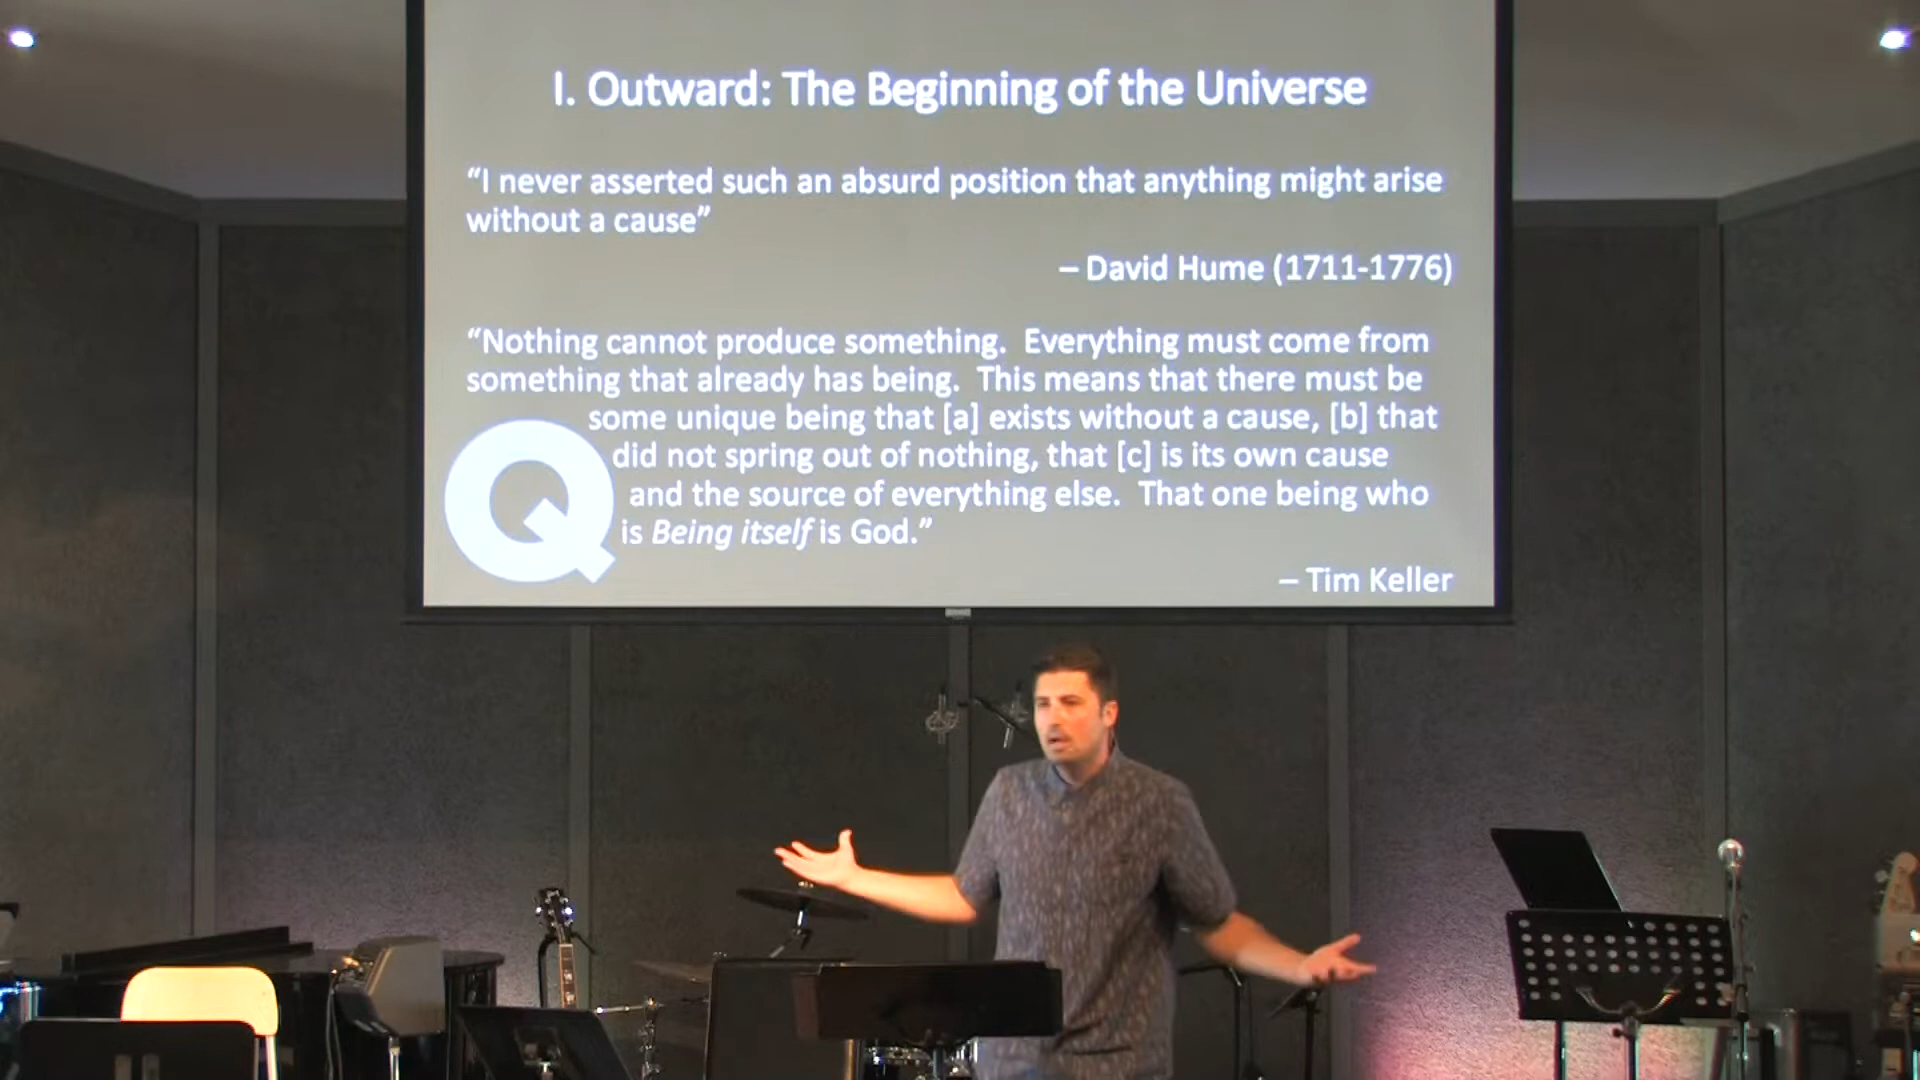 I. Outward: The Beginning of the Universe
“I never asserted such an absurd position that anything might arise
without a cause”
– David Hume (1711-1776)
“Nothing cannot produce something.  Everything must come from
something that already has being.  This means that there must be
some unique being that [a] exists without a cause, [b] that
did not spring out of nothing, that [c] is its own cause
and the source of everything else.  That one being who
is Being itself is God.”
Q
– Tim Keller